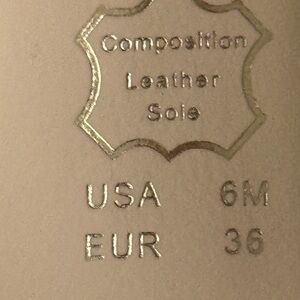 Composition
Leather
Sole
USA 6M
EUR 36